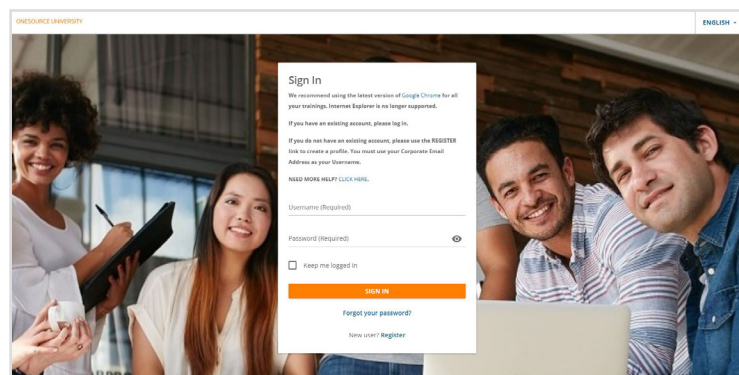 ONESOURCE UNIVERSITY
ENGLISH
Sign In
We recommend using the latest version of Google Chrome for all
your trainings. Internet Explorer is no longer supported.
If you have an existing account, please log in.
If you do not have an existing account, please use the REGISTER
link to create a profile. You must use your Corporate Email
Address as your Username.
NEED MORE HELP? CLICK HERE.
Username (Required)
Password (Required)
Keep me logged in
SIGN IN
Forgot your password?
New user? Register